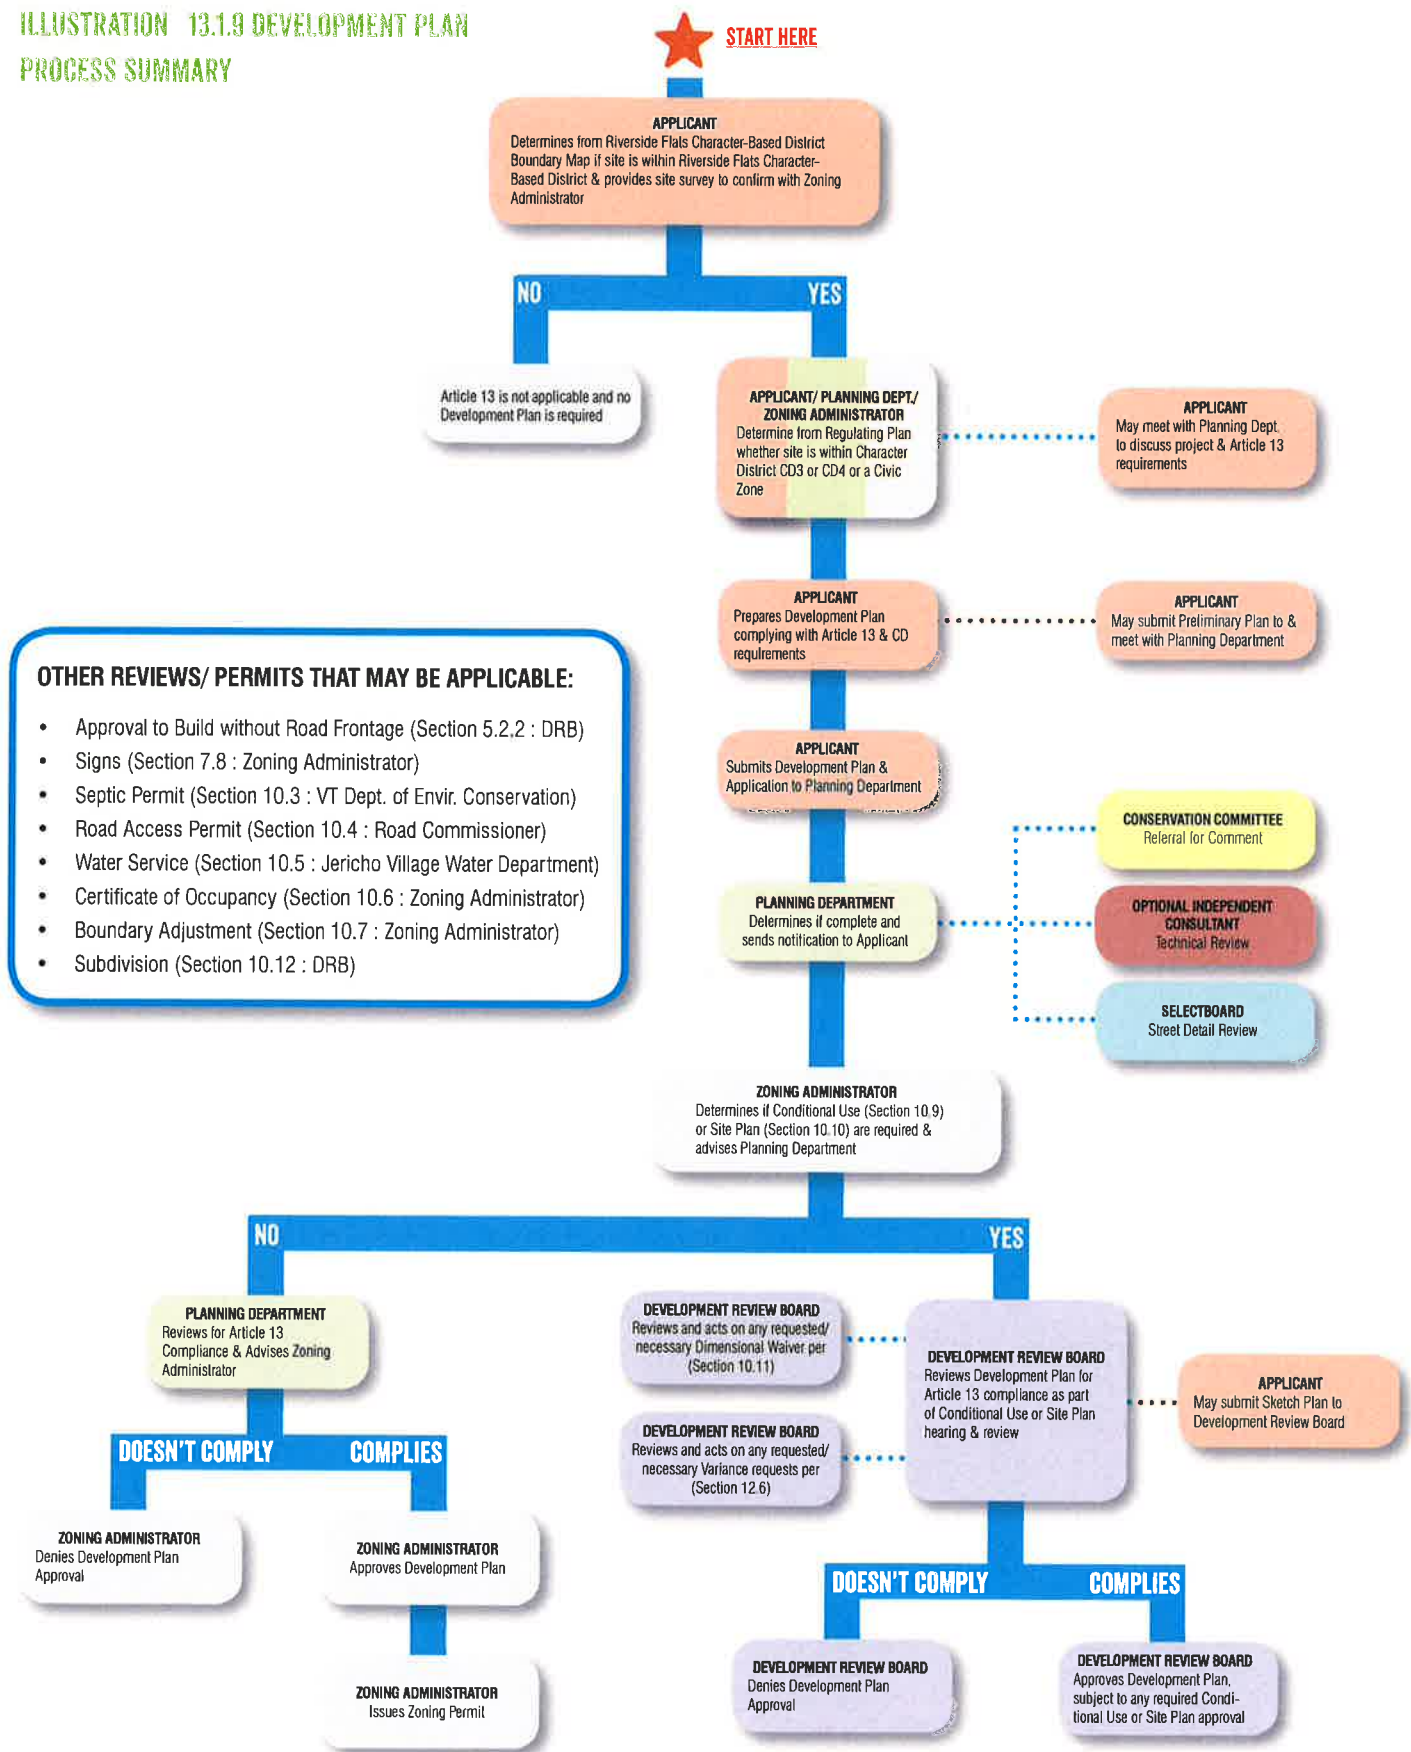 ILLUSTRATION 13.1.9 DEVELOPMENT PLAN
PROCESS SUMMARY
START HERE
APPLICANT
Determines from Riverside Flats Character-Based District
Boundary Map if site is within Riverside Flats Character-
Based District & provides site survey to confirm with Zoning
Administrator
NO
YES
Article 13 is not applicable and no
Development Plan is required
APPLICANT/ PLANNING DEPT./
ZONING ADMINISTRATOR
Determine from Regulating Plan
whether site is within Character
District CD3 or CD4 or a Civic
Zone
APPLICANT
May meet with Planning Dept.
to discuss project & Article 13
requirements
APPLICANT
Prepares Development Plan
complying with Article 13 & CD
requirements
APPLICANT
May submit Preliminary Plan to &
meet with Planning Department
OTHER REVIEWS/ PERMITS THAT MAY BE APPLICABLE:
• Approval to Build without Road Frontage (Section 5.2.2 : DRB)
• Signs (Section 7.8 : Zoning Administrator)
• Septic Permit (Section 10.3 : VT Dept. of Envir. Conservation)
• Road Access Permit (Section 10.4 : Road Commissioner)
• Water Service (Section 10.5 : Jericho Village Water Department)
• Certificate of Occupancy (Section 10.6 : Zoning Administrator)
• Boundary Adjustment (Section 10.7 : Zoning Administrator)
• Subdivision (Section 10.12 : DRB)
APPLICANT
Submits Development Plan &
Application to Planning Department
PLANNING DEPARTMENT
Determines if complete and
sends notification to Applicant
CONSERVATION COMMITTEE
Referral for Comment
OPTIONAL INDEPENDENT
CONSULTANT
Technical Review
SELECTBOARD
Street Detail Review
ZONING ADMINISTRATOR
Determines if Conditional Use (Section 10.9)
or Site Plan (Section 10.10) are required &
advises Planning Department
NO
YES
PLANNING DEPARTMENT
Reviews for Article 13
Compliance & Advises Zoning
Administrator
DOESN'T COMPLY
COMPLIES
ZONING ADMINISTRATOR
Denies Development Plan
Approval
ZONING ADMINISTRATOR
Approves Development Plan
ZONING ADMINISTRATOR
Issues Zoning Permit
DEVELOPMENT REVIEW BOARD
Reviews and acts on any requested/
necessary Dimensional Waiver per
(Section 10.11)
DEVELOPMENT REVIEW BOARD
Reviews and acts on any requested/
necessary Variance requests per
(Section 12.6)
DEVELOPMENT REVIEW BOARD
Reviews Development Plan for
Article 13 compliance as part
of Conditional Use or Site Plan
hearing & review
APPLICANT
May submit Sketch Plan to
Development Review Board
DOESN'T COMPLY
COMPLIES
DEVELOPMENT REVIEW BOARD
Denies Development Plan
Approval
DEVELOPMENT REVIEW BOARD
Approves Development Plan,
subject to any required Condi-
tional Use or Site Plan approval